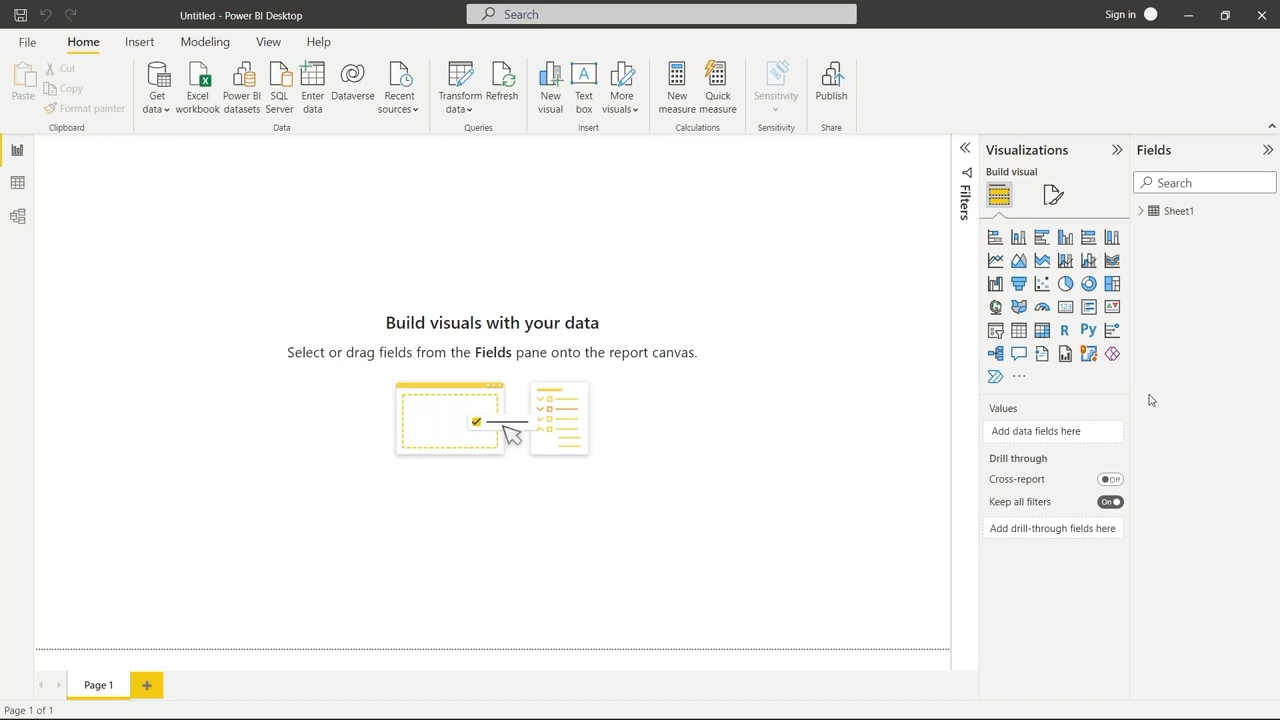 Untitled - Power BI Desktop
Search
Sign in
File
Home
Insert
Modeling
View
Help
Paste
Cut
Copy
Format painter
Clipboard
Get
data
Excel
workbook
Power BI
datasets
SQL
Server
Enter
data
Dataverse
Recent
sources
Data
Transform
data
Refresh
Queries
New
visual
Text
box
More
visuals
Insert
New
measure
Quick
measure
Calculations
Sensitivity
Sensitivity
Publish
Share
Filters
Visualizations
Build visual
R
Py
123
Values
Add data fields here
Drill through
Cross-report
Off
Keep all filters
On
Add drill-through fields here
Fields
Search
Sheet1
Build visuals with your data
Select or drag fields from the Fields pane onto the report canvas.
Page 1
Page 1 of 1